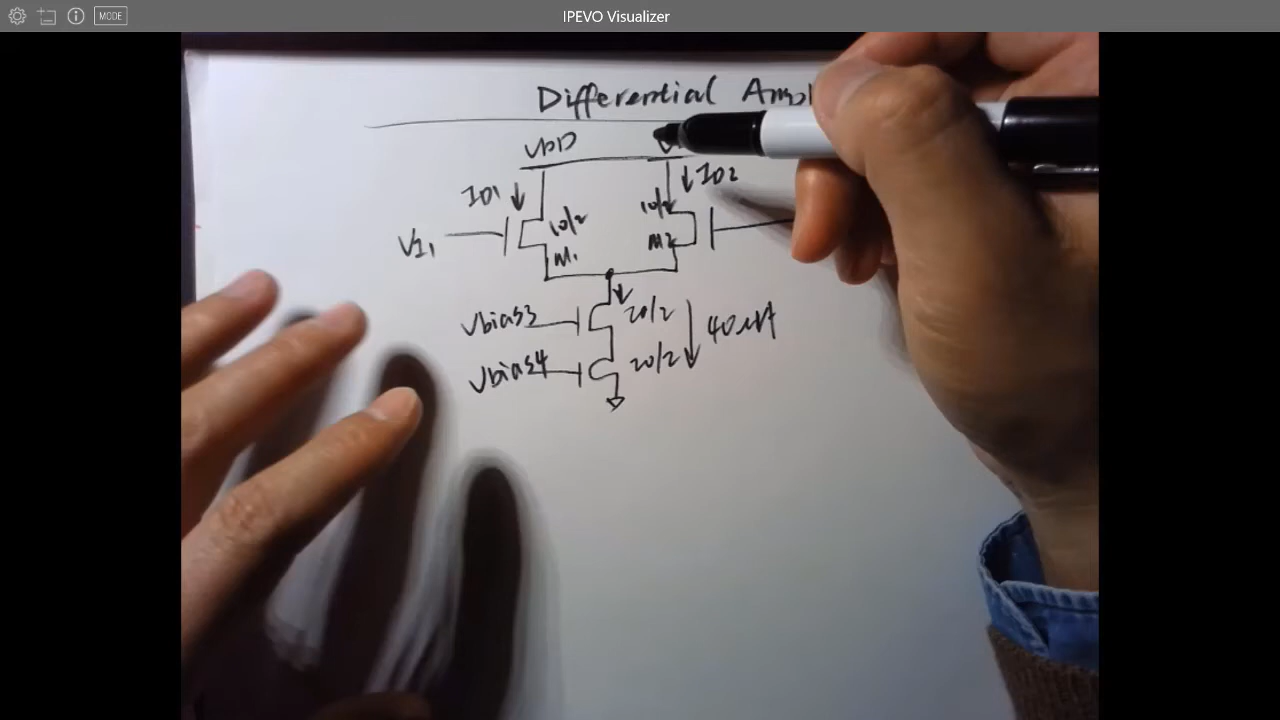 MODE
IPEVO Visualizer
Differential
VDD
ID1
ID2
10/2
10/2
VI1
M1
M2
Vbias3
20/2
40uA
Vbias4
20/2